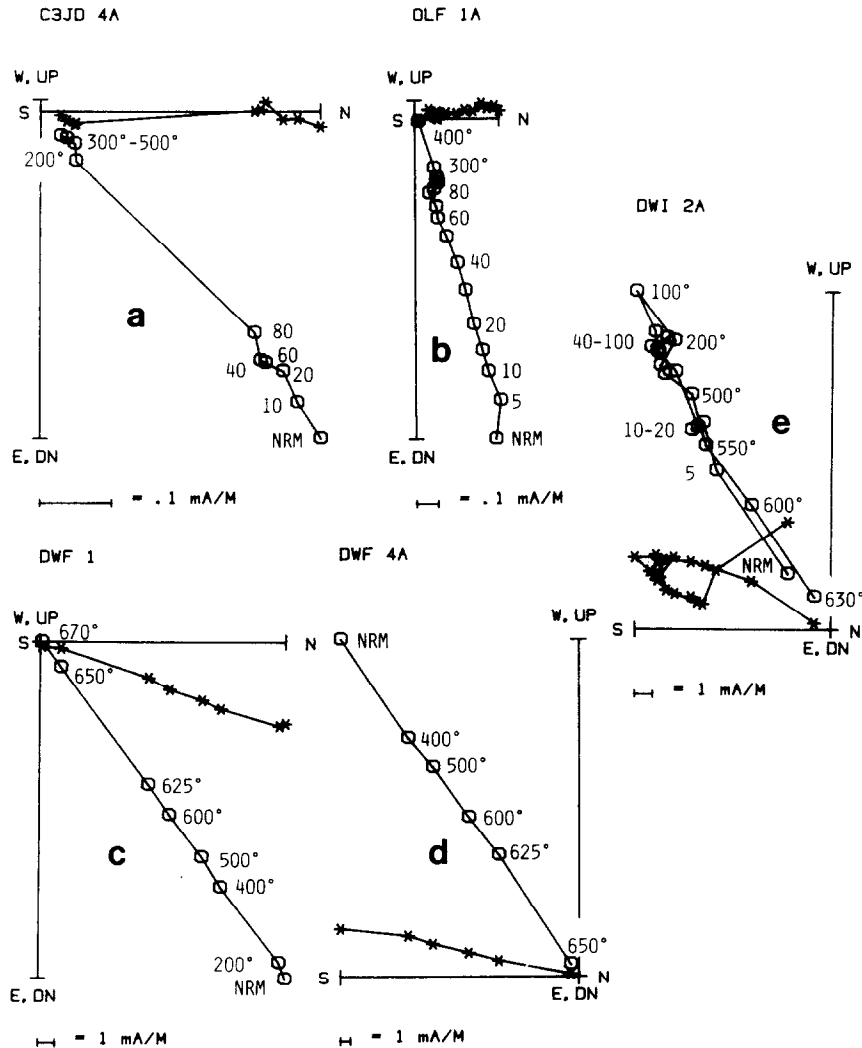 C3JD 4A
W, UP
S
N
300°-500°
200°
a
80
60
40
20
10
NRM
E, DN
= .1 mA/M
OLF 1A
W, UP
S
N
400°
300°
80
60
40
b
20
10
5
NRM
E, DN
= .1 mA/M
DWI 2A
W, UP
100°
40-100
200°
500°
e
10-20
550°
5
600°
NRM
630°
S
N
E, DN
= 1 mA/M
DWF 1
W, UP
S
670°
N
650°
625°
600°
c
500°
400°
200°
NRM
E, DN
= 1 mA/M
DWF 4A
W, UP
NRM
400°
500°
600°
d
625°
650°
S
N
E, DN
= 1 mA/M